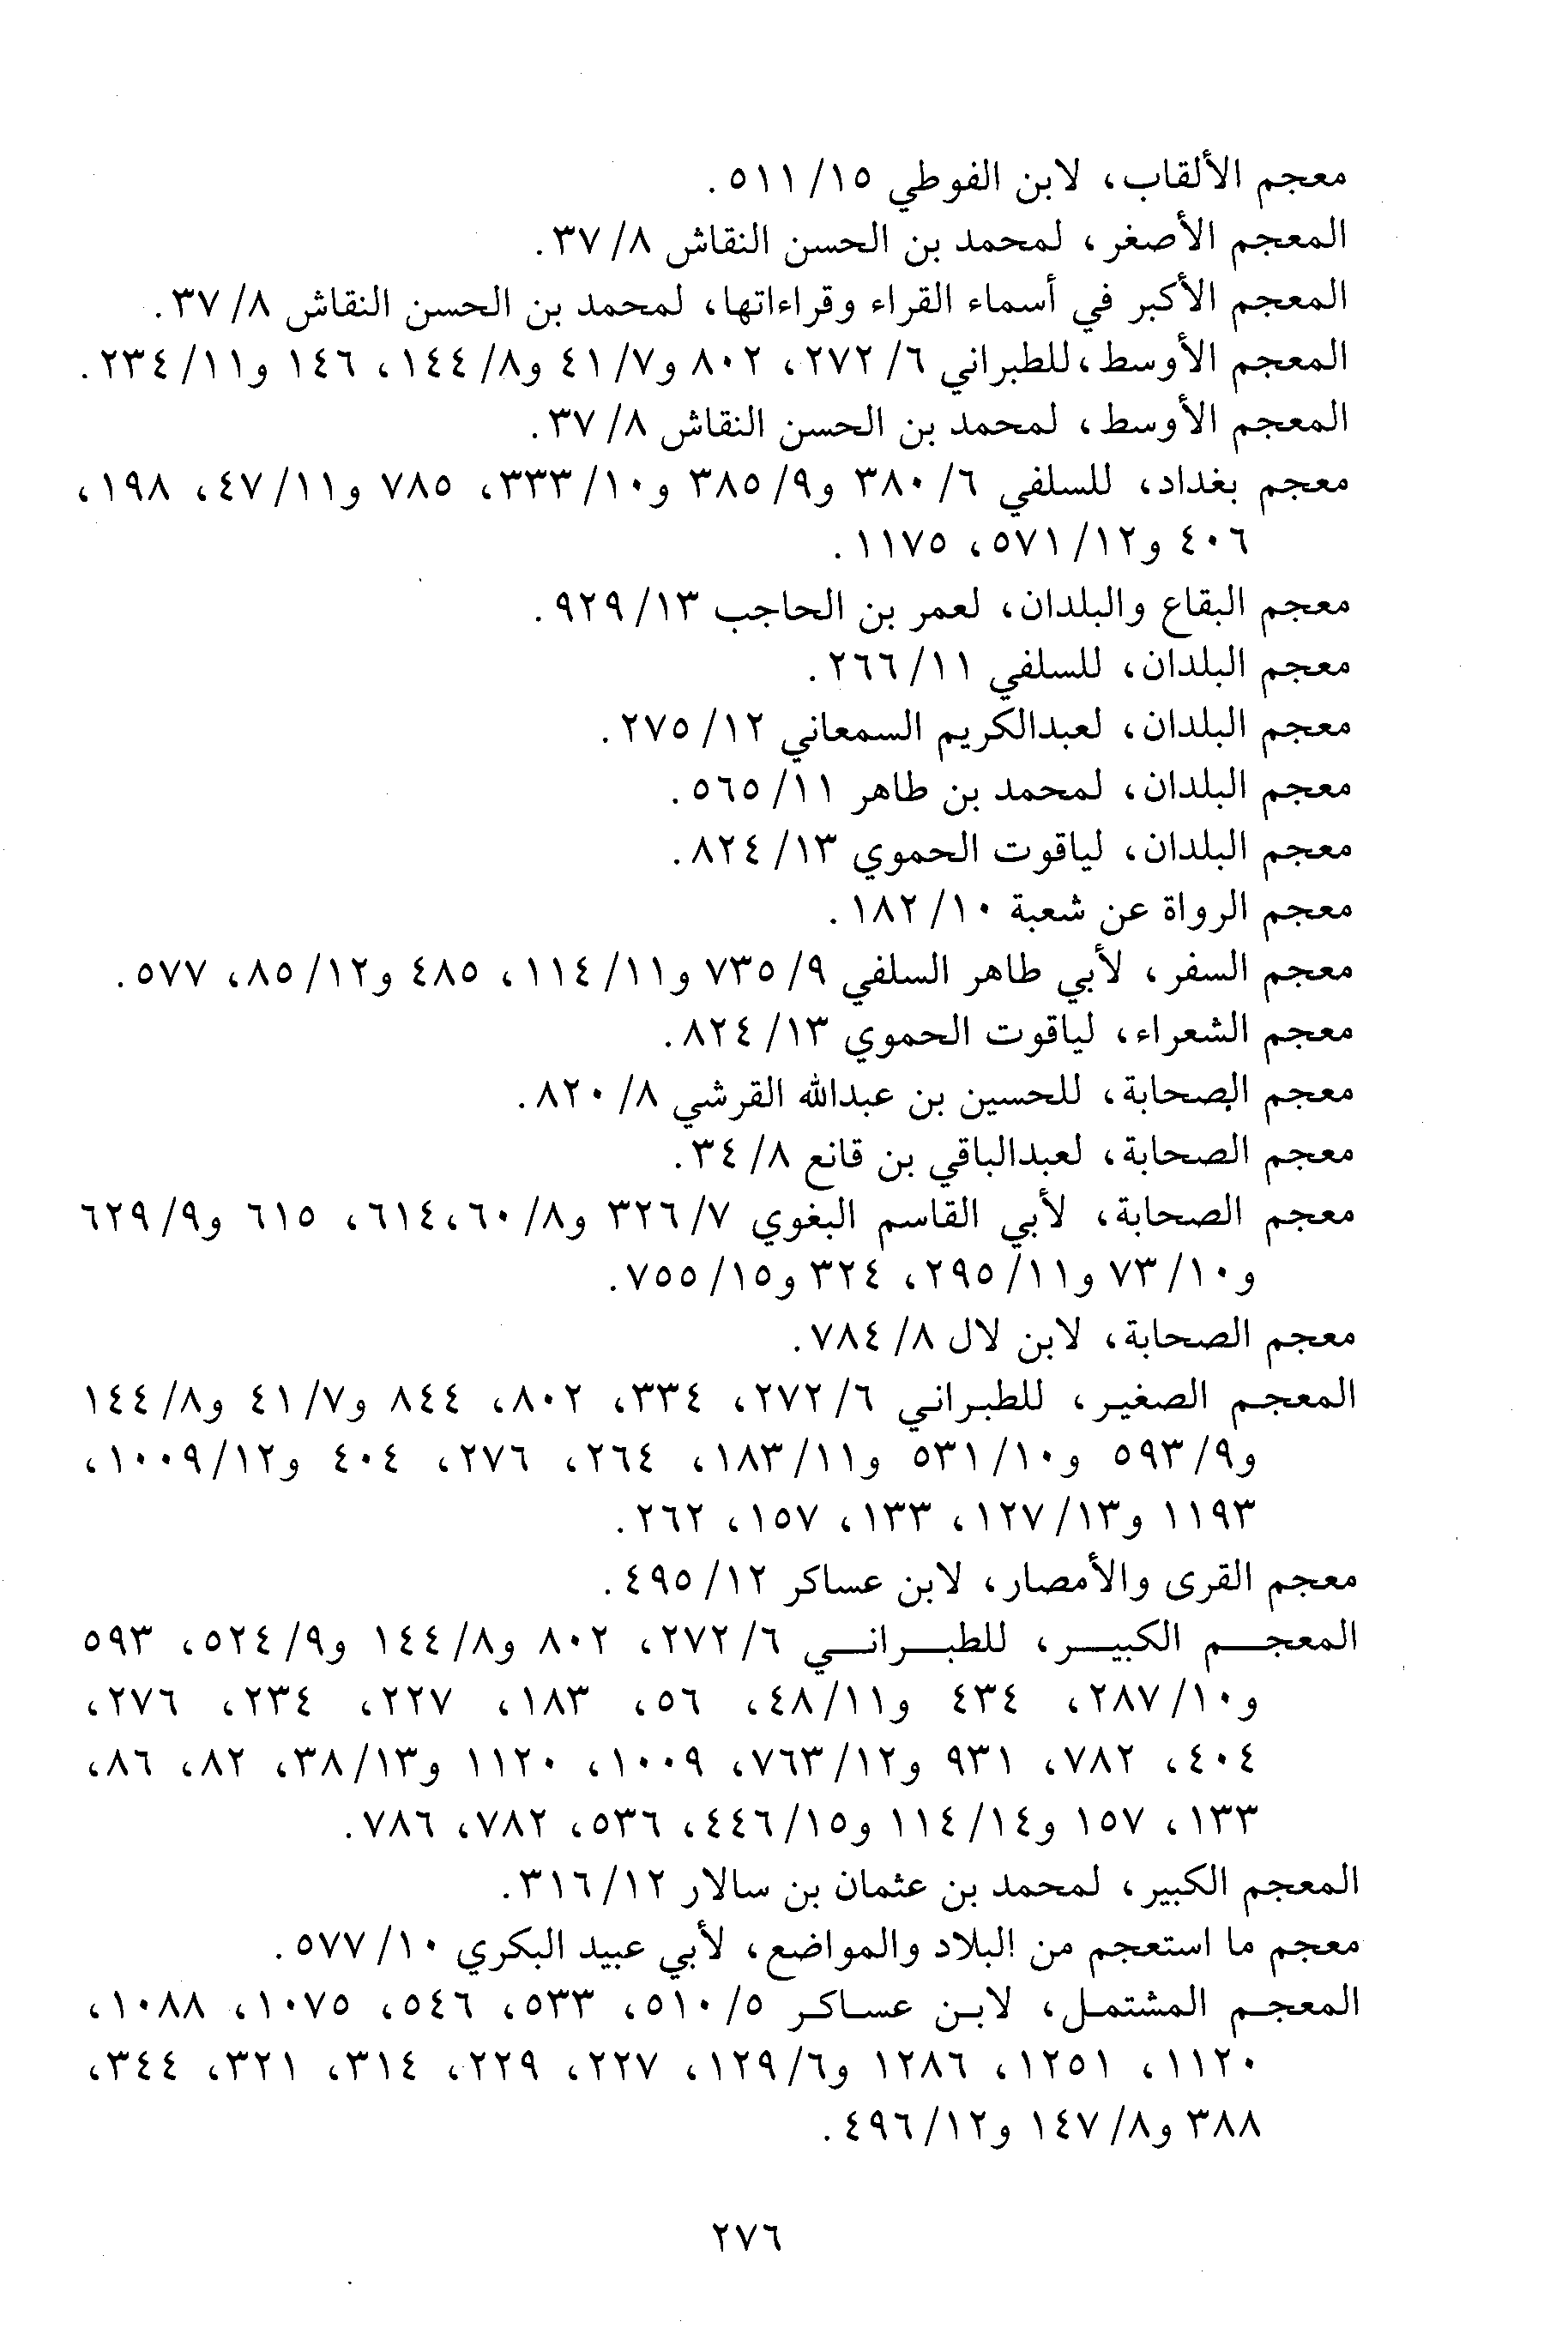 معجم الألقاب، لابن الفوطي ١٥/ ٥١١.
المعجم الأصغر، لمحمد بن الحسن النقاش ٨/ ٣٧.
المعجم الأكبر في أسماء القراء وقراءاتها، لمحمد بن الحسن النقاش ٨/ ٣٧.
المعجم الأوسط، للطبراني ٦/ ٢٧٢، ٨٠٢ و٧/ ٤١ و٨/ ١٤٤، ١٤٦ و١١/ ٢٣٤.
المعجم الأوسط، لمحمد بن الحسن النقاش ٨/ ٣٧.
معجم بغداد، للسلفي ٦/ ٣٨٠ و٩/ ٣٨٥ و١٠/ ٣٣٣، ٧٨٥ و١١/ ٤٧، ١٩٨،
٤٠٦ و١٢/ ٥٧١، ١١٧٥.
معجم البقاع والبلدان، لعمر بن الحاجب ١٣/ ٩٢٩.
معجم البلدان، للسلفي ١١/ ٢٦٦.
معجم البلدان، لعبدالكريم السمعاني ١٢/ ٢٧٥.
معجم البلدان، لمحمد بن طاهر ١١/ ٥٦٥.
معجم البلدان، لياقوت الحموي ١٣/ ٨٢٤.
معجم الرواة عن شعبة ١٠/ ١٨٢.
معجم السفر، لأبي طاهر السلفي ٩/ ٧٣٥ و١١/ ١١٤، ٤٨٥ و١٢/ ٨٥، ٥٧٧.
معجم الشعراء، لياقوت الحموي ١٣/ ٨٢٤.
معجم الصحابة، للحسين بن عبدالله القرشي ٨/ ٨٢٠.
معجم الصحابة، لعبدالباقي بن قانع ٨/ ٣٤.
معجم الصحابة، لأبي القاسم البغوي ٧/ ٣٢٦ و٨/ ٦٠، ٦١٤، ٦١٥ و٩/ ٦٢٩
و١٠/ ٧٣ و١١/ ٢٩٥، ٣٢٤ و١٥/ ٧٥٥.
معجم الصحابة، لابن لال ٨/ ٧٨٤.
المعجم الصغير، للطبراني ٦/ ٢٧٢، ٣٣٤، ٨٠٢، ٨٤٤ و٧/ ٤١ و٨/ ١٤٤
و٩/ ٥٩٣ و١٠/ ٥٣١ و١١/ ١٨٣، ٢٦٤، ٢٧٦، ٤٠٤ و١٢/ ١٠٠٩،
١١٩٣ و١٣/ ١٢٧، ١٣٣، ١٥٧، ٢٦٢.
معجم القرى والأمصار، لابن عساكر ١٢/ ٤٩٥.
المعجم الكبير، للطبراني ٦/ ٢٧٢، ٨٠٢ و٨/ ١٤٤ و٩/ ٥٢٤، ٥٩٣
و١٠/ ٢٨٧، ٤٣٤ و١١/ ٤٨، ٥٦، ١٨٣، ٢٢٧، ٢٣٤، ٢٧٦،
٤٠٤، ٧٨٢، ٩٣١ و١٢/ ٧٦٣، ١٠٠٩، ١١٢٠ و١٣/ ٣٨، ٨٢، ٨٦،
١٣٣، ١٥٧ و١٤/ ١١٤ و١٥/ ٤٤٦، ٥٣٦، ٧٨٢، ٧٨٦.
المعجم الكبير، لمحمد بن عثمان بن سالار ١٢/ ٣١٦.
معجم ما استعجم من البلاد والمواضع، لأبي عبيد البكري ١٠/ ٥٧٧.
المعجم المشتمل، لابن عساكر ٥/ ٥١٠، ٥٣٣، ٥٤٦، ١٠٧٥، ١٠٨٨،
١١٢٠، ١٢٥١، ١٢٨٦ و٦/ ١٢٩، ٢٢٧، ٢٢٩، ٣١٤، ٣٢١، ٣٤٤،
٣٨٨ و٨/ ١٤٧ و١٢/ ٤٩٦.
٢٧٦